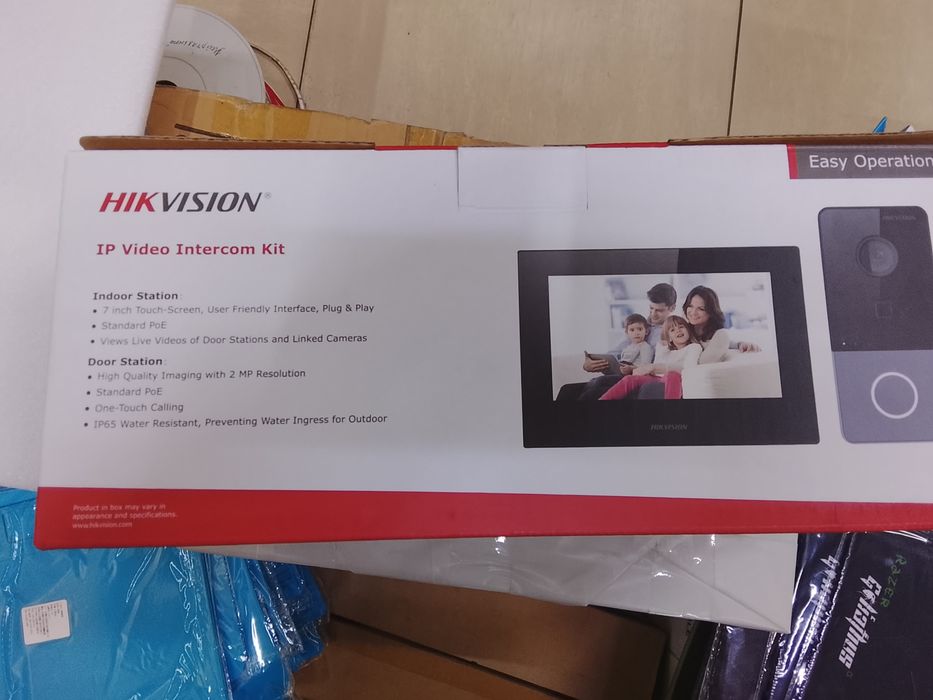 Easy Operation
HIKVISION®
IP Video Intercom Kit
Indoor Station:
• 7 inch Touch-Screen, User Friendly Interface, Plug & Play
• Standard PoE
• Views Live Videos of Door Stations and Linked Cameras
Door Station:
• High Quality Imaging with 2 MP Resolution
• Standard PoE
• One-Touch Calling
• IP65 Water Resistant, Preventing Water Ingress for Outdoor
HIKVISION
HIKVISION
Product in box may vary in
appearance and specifications.
www.hikvision.com
RAZER
Goliathus